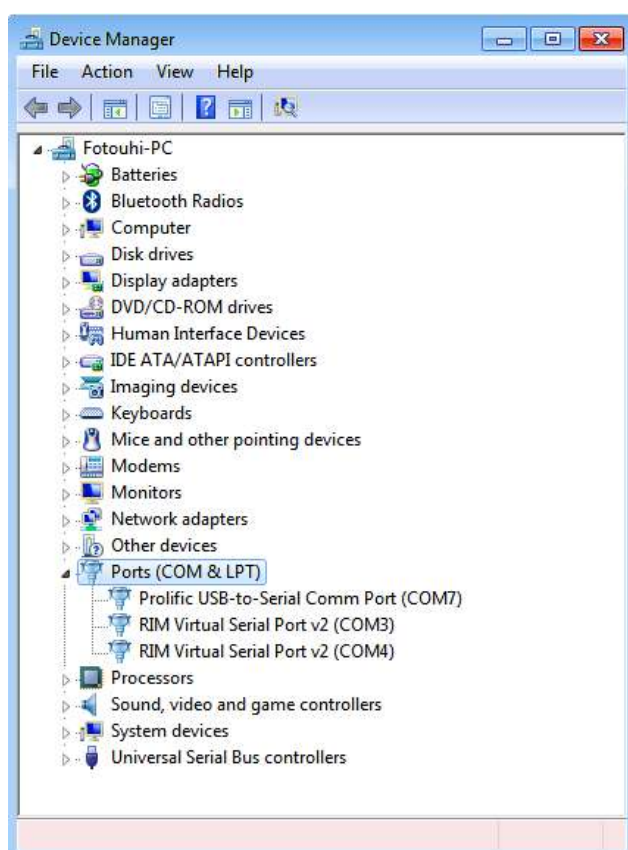 Device Manager
File Action View Help
Fotouhi-PC
Batteries
Bluetooth Radios
Computer
Disk drives
Display adapters
DVD/CD-ROM drives
Human Interface Devices
IDE ATA/ATAPI controllers
Imaging devices
Keyboards
Mice and other pointing devices
Modems
Monitors
Network adapters
Other devices
Ports (COM & LPT)
Prolific USB-to-Serial Comm Port (COM7)
RIM Virtual Serial Port v2 (COM3)
RIM Virtual Serial Port v2 (COM4)
Processors
Sound, video and game controllers
System devices
Universal Serial Bus controllers